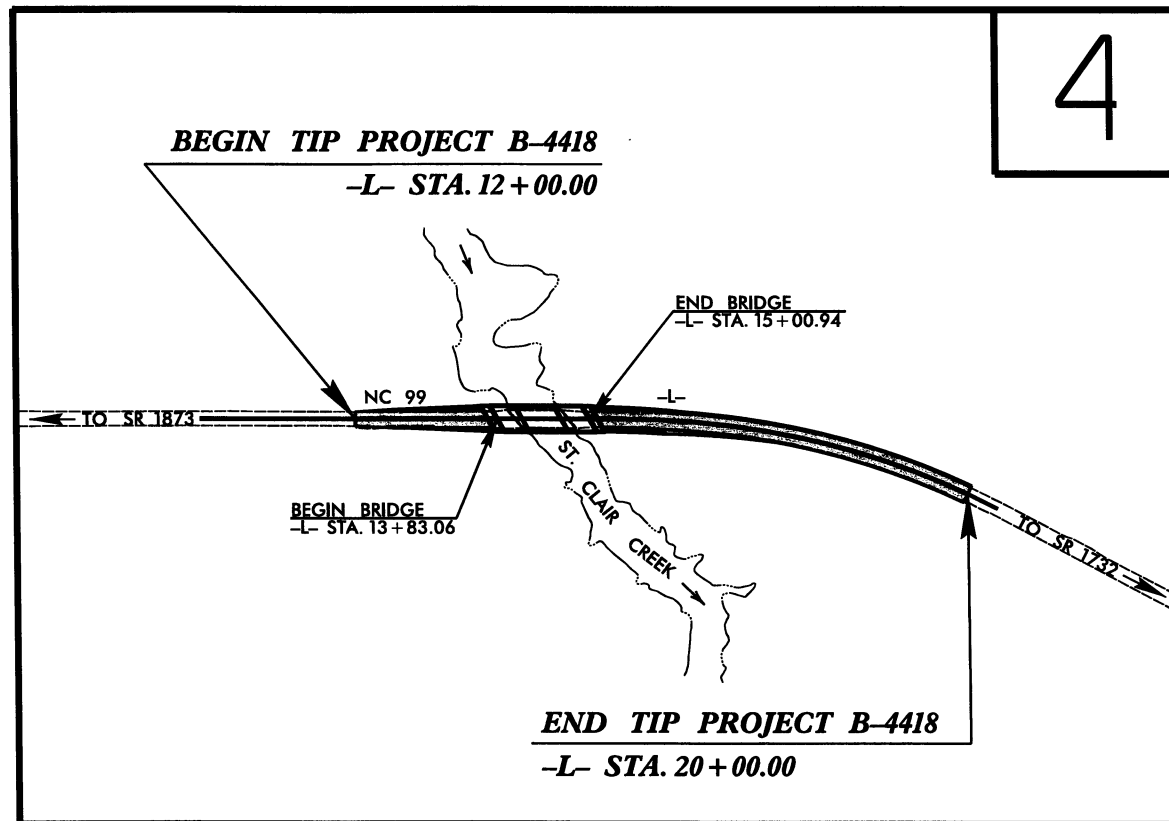 4
BEGIN TIP PROJECT B-4418
-L- STA. 12+00.00
END BRIDGE
-L- STA. 15+00.94
NC 99
-L-
TO SR 1873
ST. CLAIR CREEK
BEGIN BRIDGE
-L- STA. 13+83.06
TO SR 1732
END TIP PROJECT B-4418
-L- STA. 20+00.00